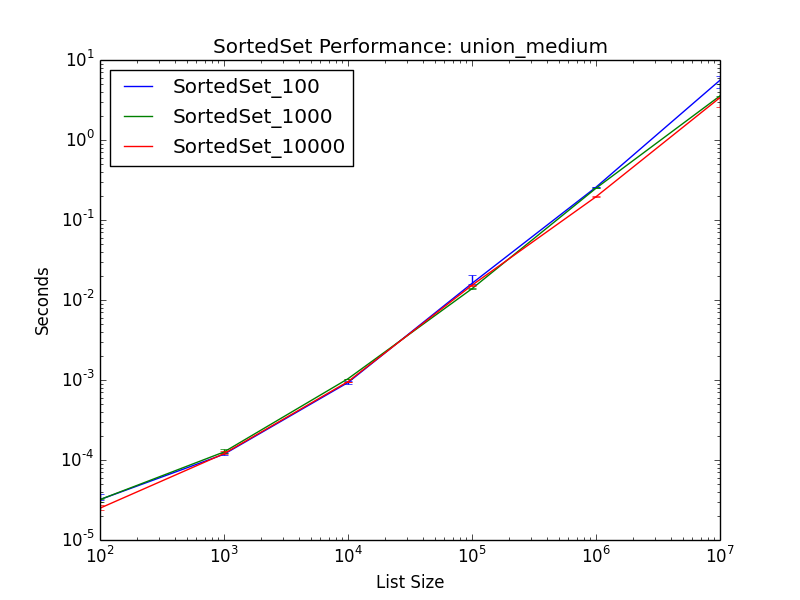 SortedSet Performance: union_medium
SortedSet_100
SortedSet_1000
SortedSet_10000
Seconds
10^1
10^0
10^-1
10^-2
10^-3
10^-4
10^-5
10^2 10^3 10^4 10^5 10^6 10^7
List Size